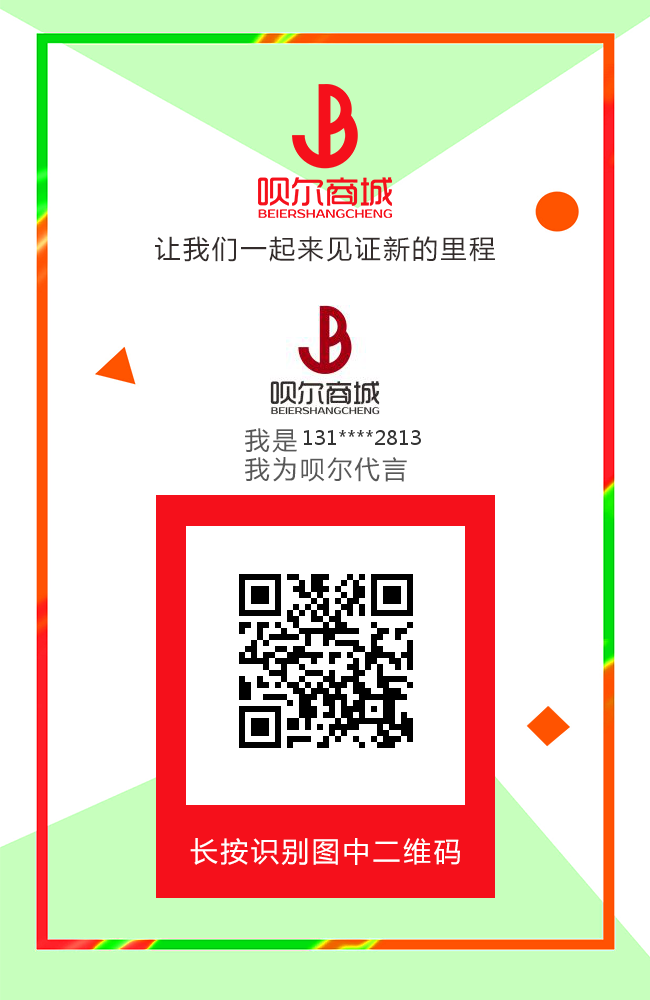 呗尔商城
BEIERSHANGCHENG
让我们一起来见证新的里程
呗尔商城
BEIERSHANGCHENG
我是 131****2813
我为呗尔代言
长按识别图中二维码